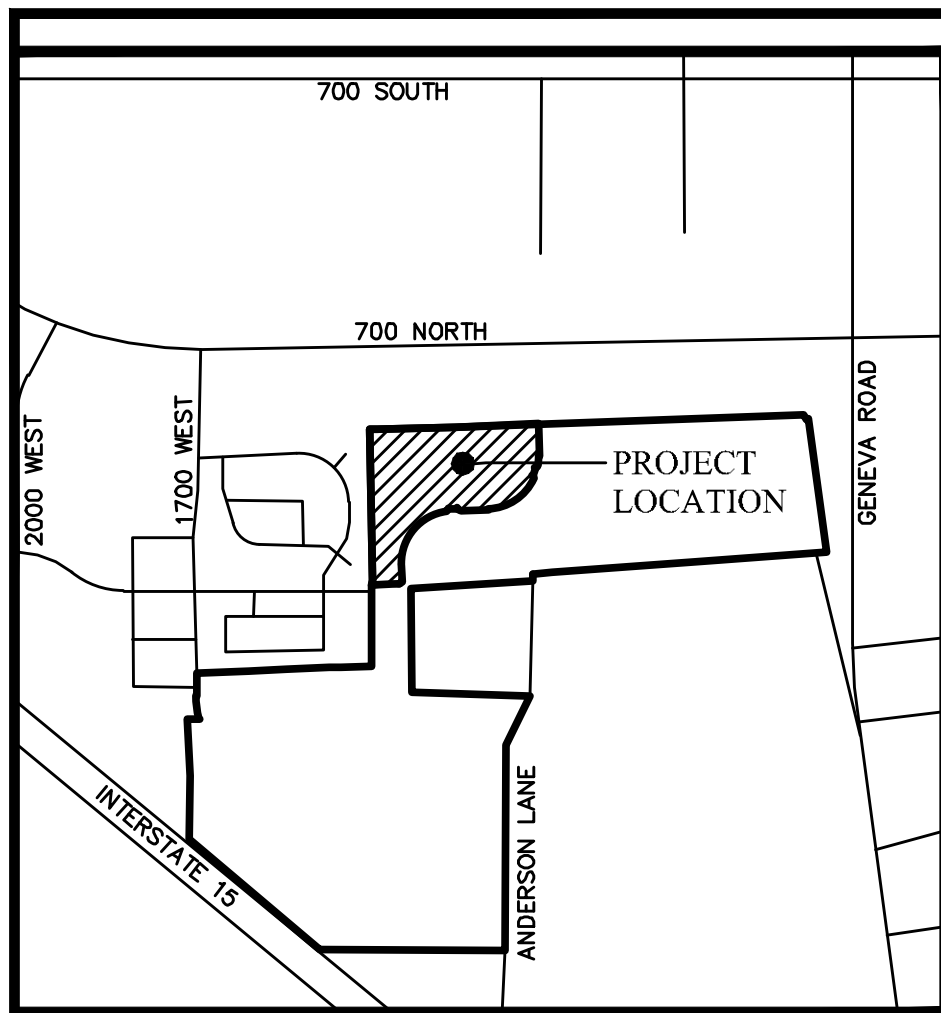 700 SOUTH
700 NORTH
2000 WEST
1700 WEST
GENEVA ROAD
PROJECT
LOCATION
INTERSTATE 15
ANDERSON LANE